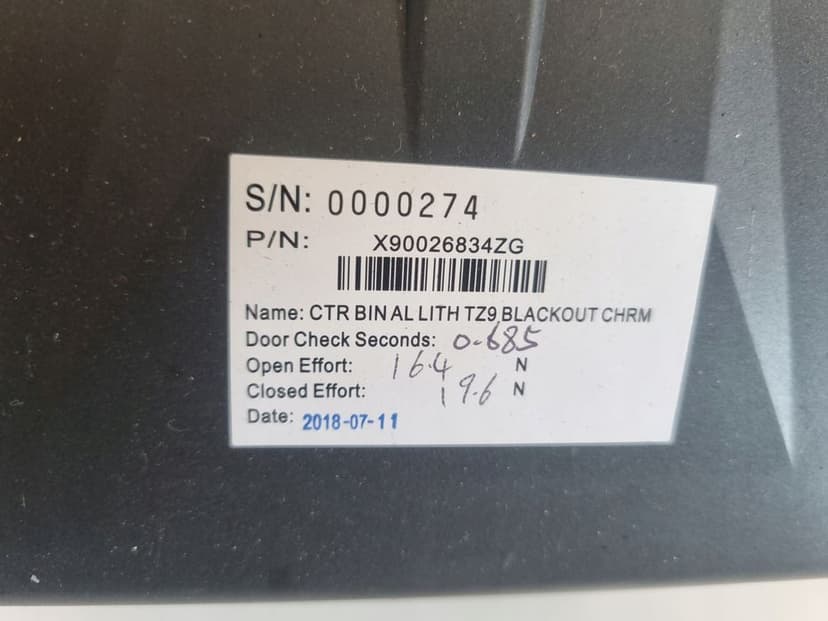 S/N: 0000274
P/N: X90026834ZG
Name: CTR BIN AL LITH TZ9 BLACKOUT CHRM
Door Check Seconds: 0.685
Open Effort: 16.4 N
Closed Effort: 19.6 N
Date: 2018-07-11